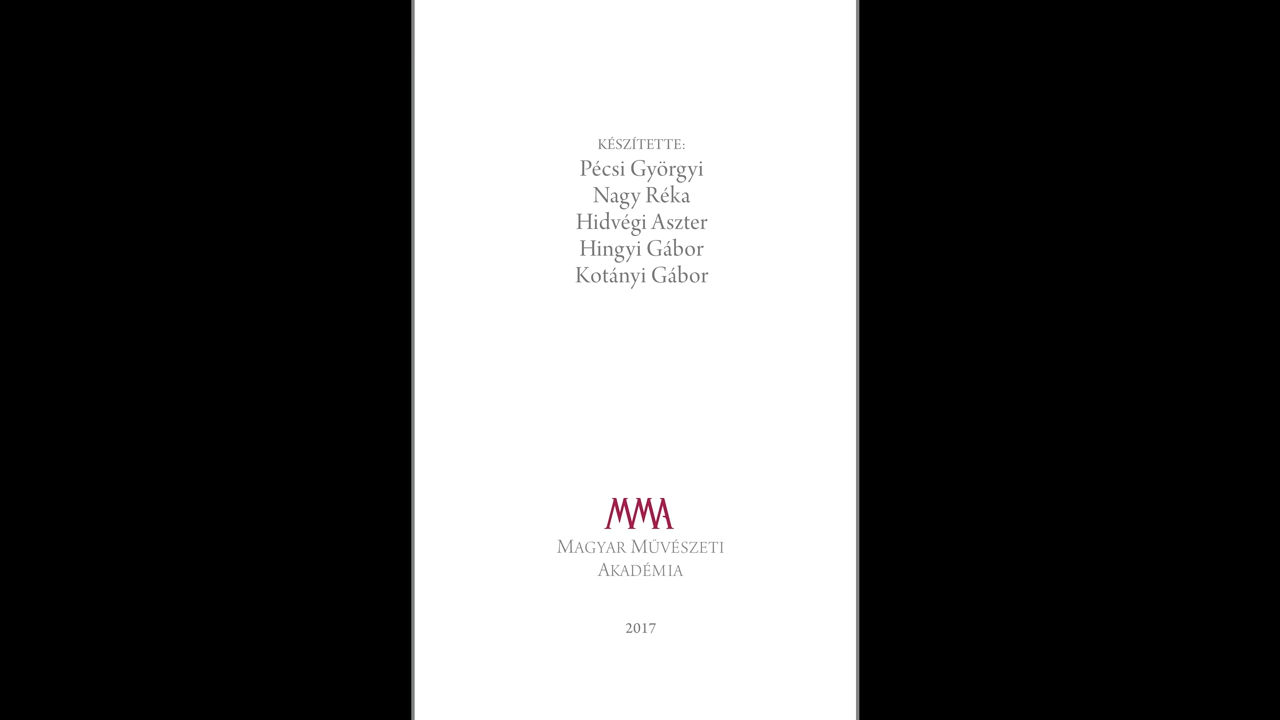 KÉSZÍTETTE:
Pécsi Györgyi
Nagy Réka
Hidvégi Aszter
Hingyi Gábor
Kotányi Gábor
MMA
MAGYAR MŰVÉSZETI
AKADÉMIA
2017